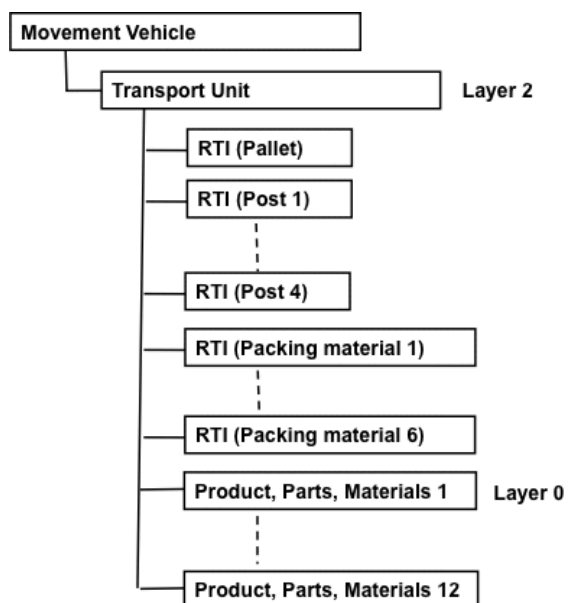 Movement Vehicle
Transport Unit
Layer 2
RTI (Pallet)
RTI (Post 1)
RTI (Post 4)
RTI (Packing material 1)
RTI (Packing material 6)
Product, Parts, Materials 1
Layer 0
Product, Parts, Materials 12